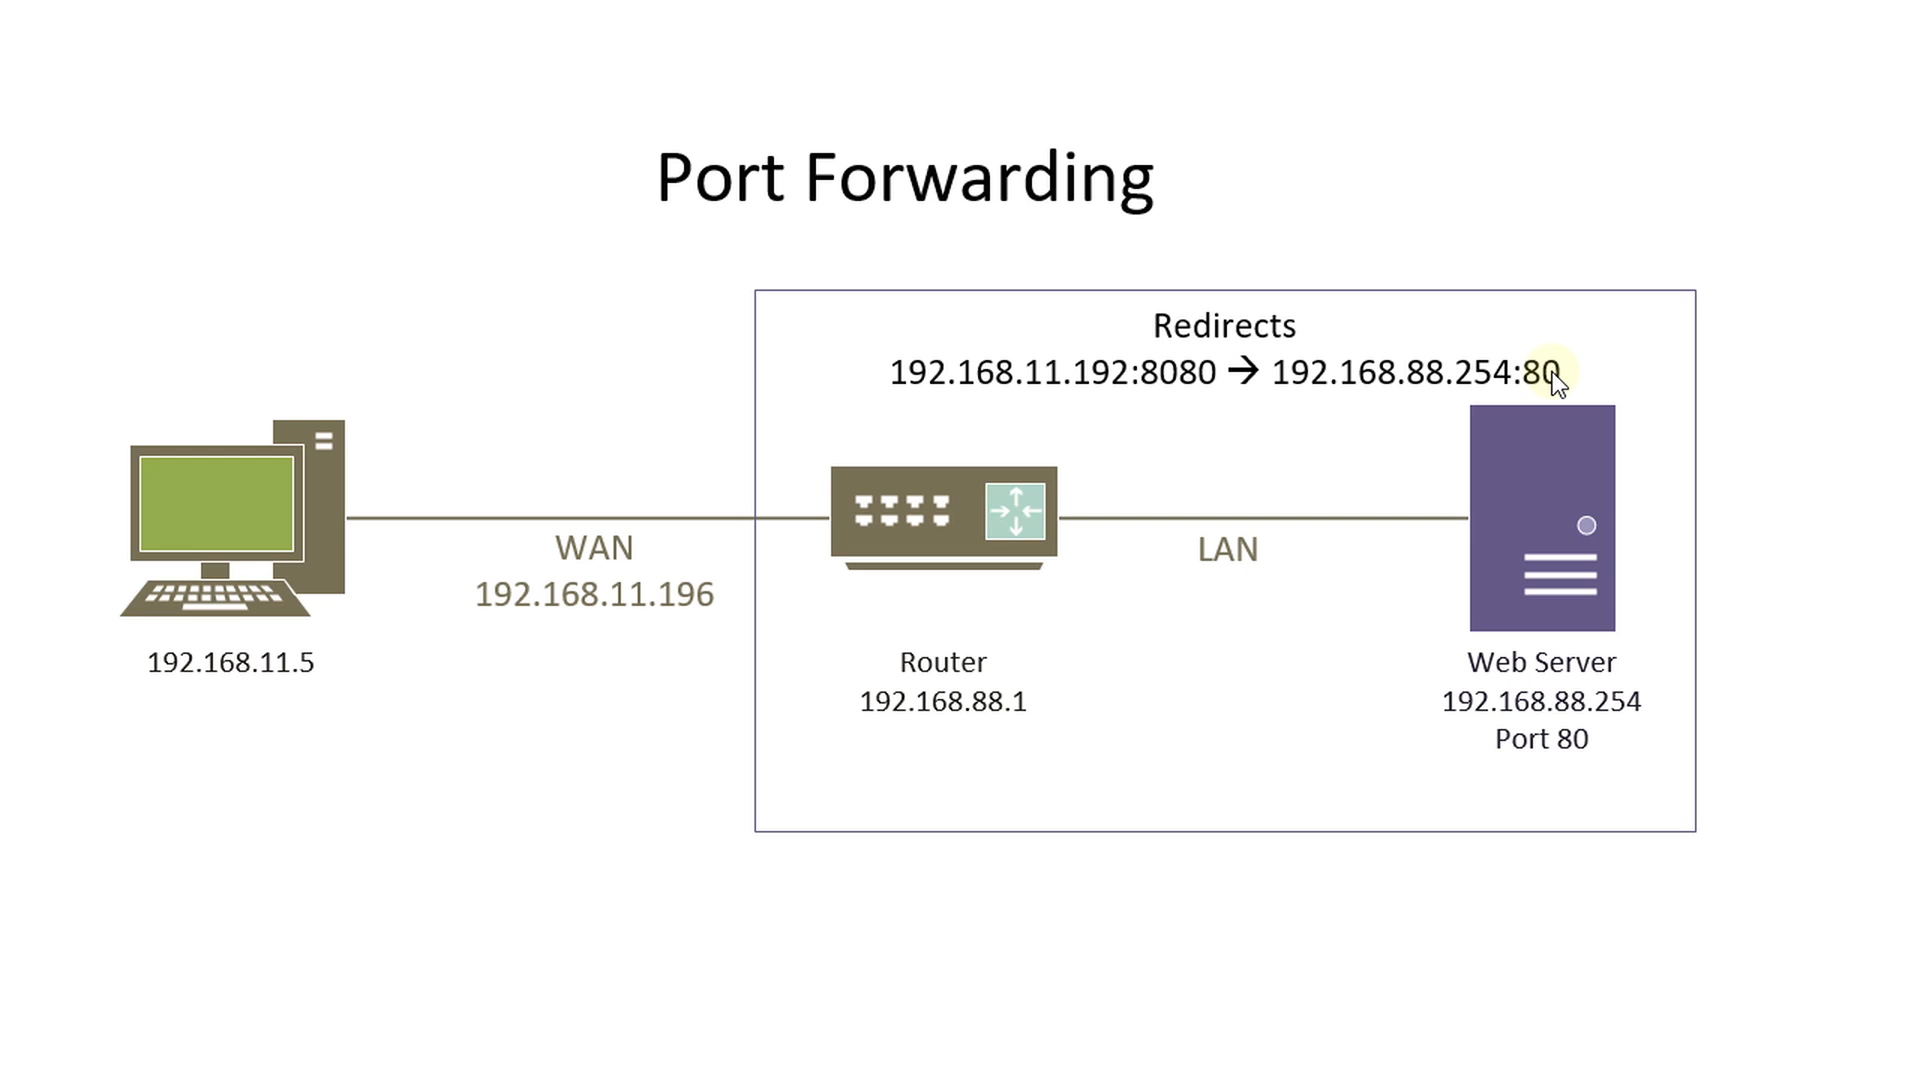 Port Forwarding
Redirects
192.168.11.192:8080 → 192.168.88.254:80
WAN
192.168.11.196
LAN
192.168.11.5
Router
192.168.88.1
Web Server
192.168.88.254
Port 80